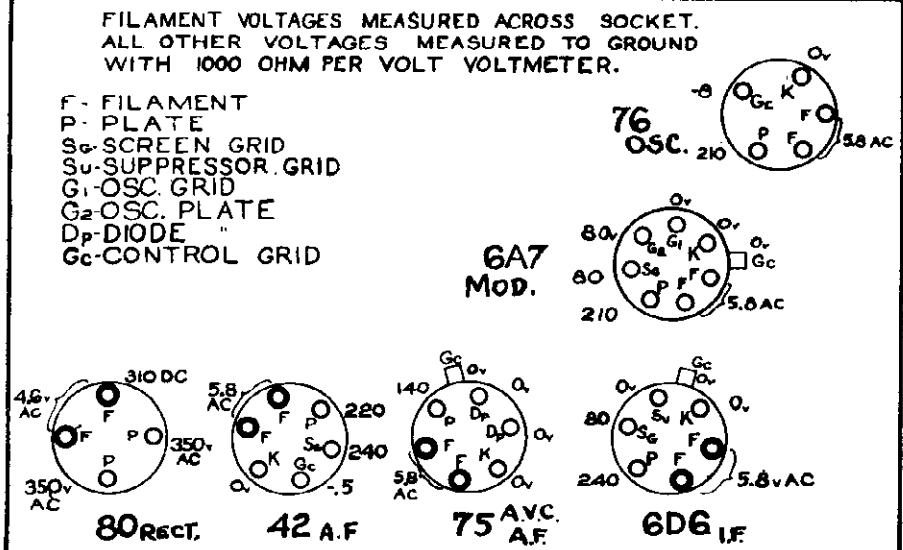 FILAMENT VOLTAGES MEASURED ACROSS SOCKET.
ALL OTHER VOLTAGES MEASURED TO GROUND
WITH 1000 OHM PER VOLT VOLTMETER.
F - FILAMENT
P - PLATE
SG-SCREEN GRID
SU-SUPPRESSOR GRID
G1-OSC. GRID
G2-OSC. PLATE
DP-DIODE "
GC-CONTROL GRID
76
OSC.
-8
0v
GC K
F
P F
210
5.8 AC
6A7
MOD.
0v
80v
0v
0v
G2 G1 K
GC
80
SG F
P F
210
5.8 AC
310 DC
4.6v
AC
F
F P
P
350v
AC
350v
AC
80 RECT.
5.8
AC
F
F P
220
SG
240
K GC
0v
-.5
42 A.F
GC
0v
140
0v
P DP
F DP
0v
F K
5.8
AC
0v
75 A.V.C.
A.F.
GC
0v
0v
0v
SU K
80
SG F
P F
240
5.8v AC
6D6 I.F.